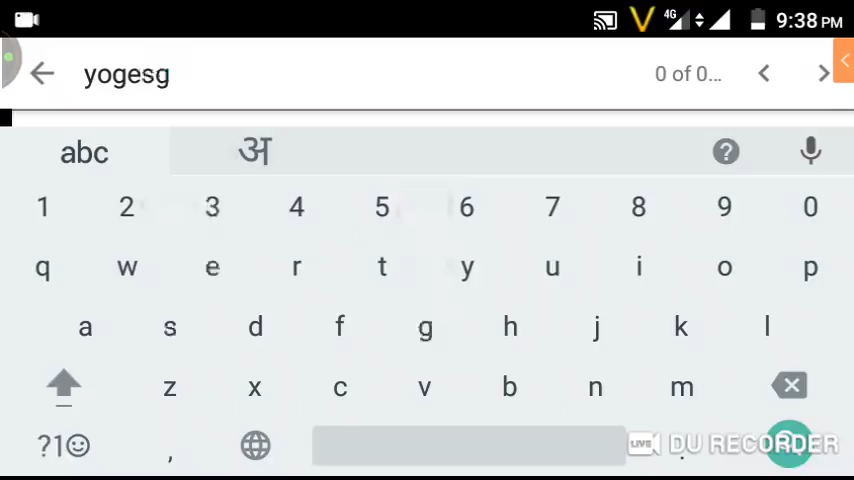 4G 9:38 PM
yogesg 0 of 0...
abc अ
1 2 3 4 5 6 7 8 9 0
q w e r t y u i o p
a s d f g h j k l
z x c v b n m
?1☺ , .
LIVE DU RECORDER